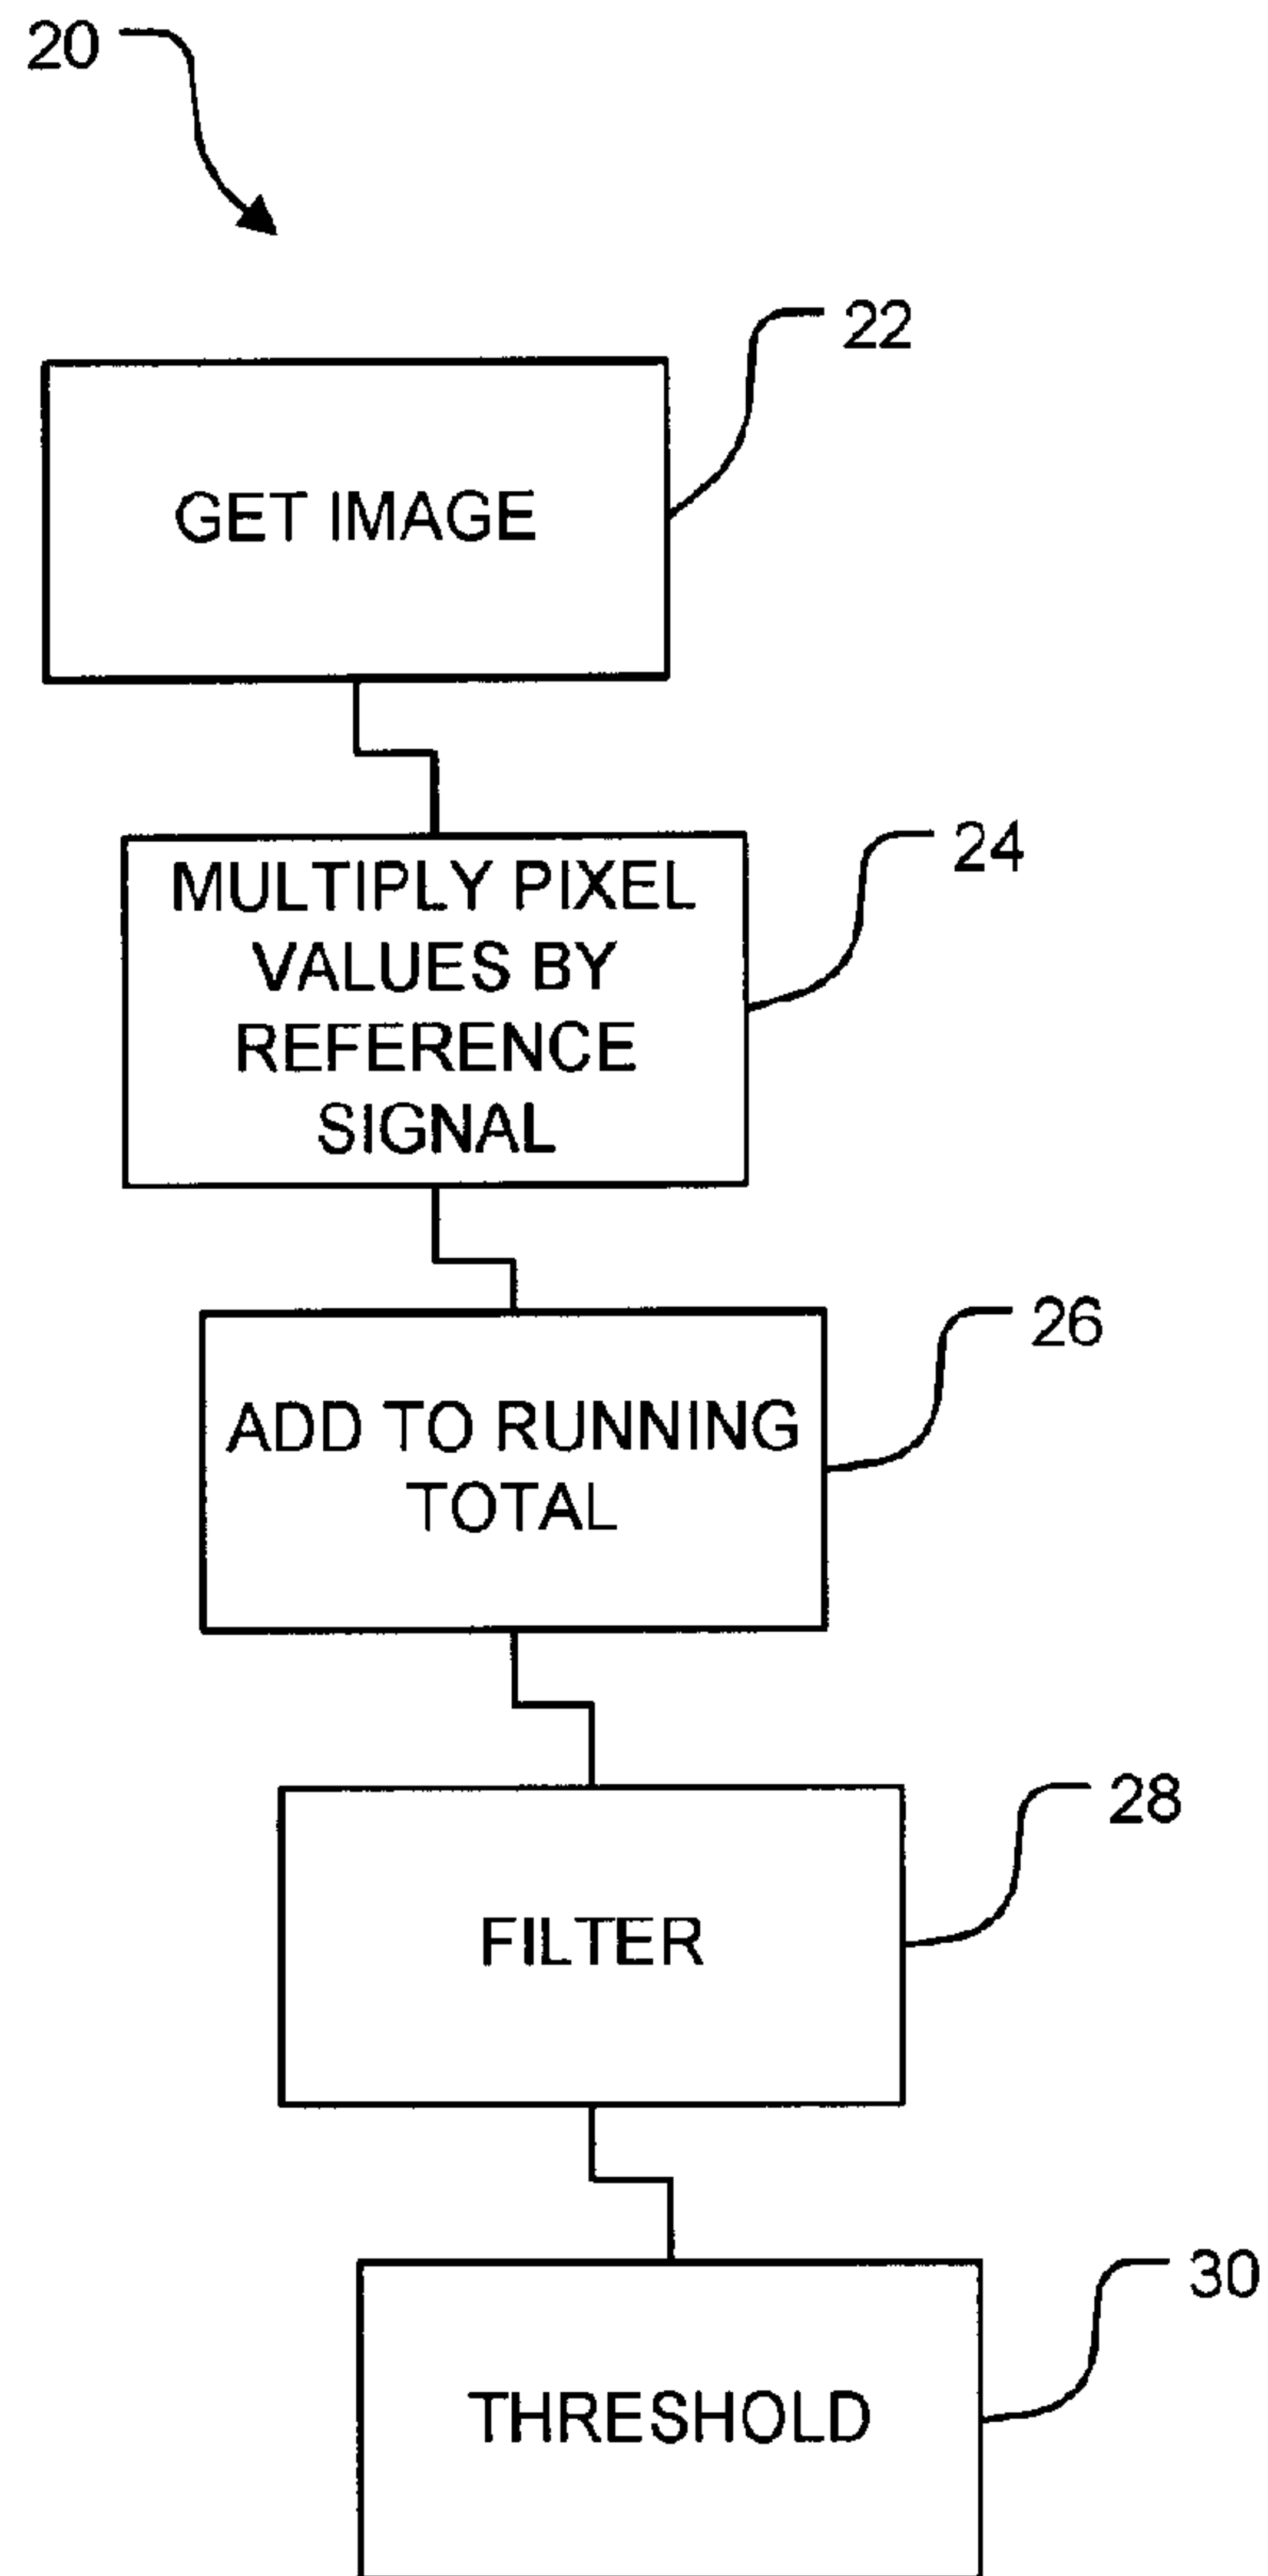 20
22
GET IMAGE
24
MULTIPLY PIXEL
VALUES BY
REFERENCE
SIGNAL
26
ADD TO RUNNING
TOTAL
28
FILTER
30
THRESHOLD